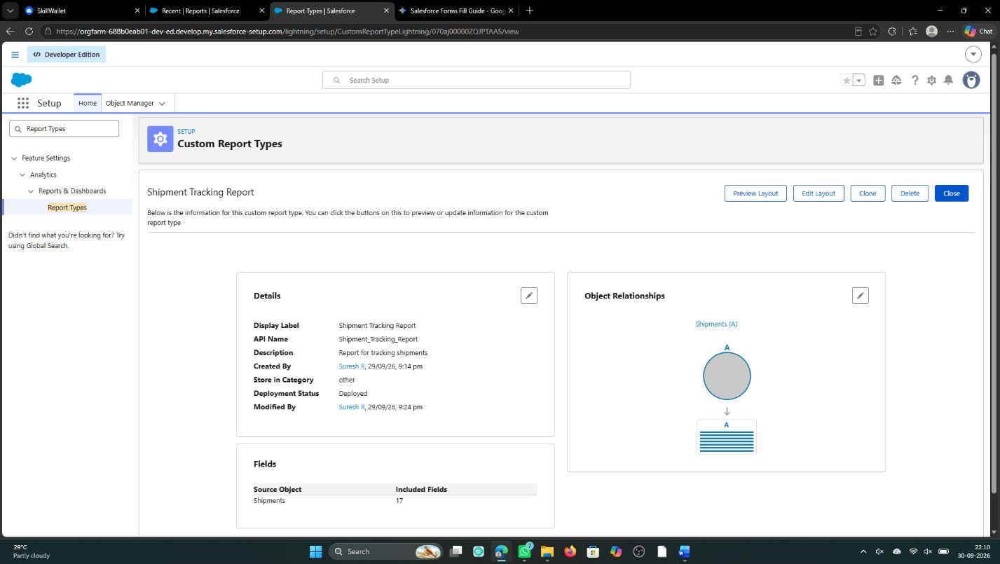 SkillWallet
Recent | Reports | Salesforce
Report Types | Salesforce
Salesforce Forms Fill Guide - Goog
https://orgfarm-688b0eab01-dev-ed.develop.my.salesforce-setup.com/lightning/setup/CustomReportTypeLightning/070aj00000ZQJPTAA5/view
Chat
Developer Edition
Search Setup
Setup
Home
Object Manager
Report Types
Feature Settings
Analytics
Reports & Dashboards
Report Types
Didn't find what you're looking for? Try
using Global Search.
SETUP
Custom Report Types
Shipment Tracking Report
Preview Layout
Edit Layout
Clone
Delete
Close
Below is the information for this custom report type. You can click the buttons on this to preview or update information for the custom
report type
Details
Display Label Shipment Tracking Report
API Name Shipment_Tracking_Report
Description Report for tracking shipments
Created By Suresh R, 29/09/26, 9:14 pm
Store in Category other
Deployment Status Deployed
Modified By Suresh R, 29/09/26, 9:24 pm
Object Relationships
Shipments (A)
A
A
Fields
Source Object Included Fields
Shipments 17
29°C
Partly cloudy
Search
7
22:10
30-09-2026